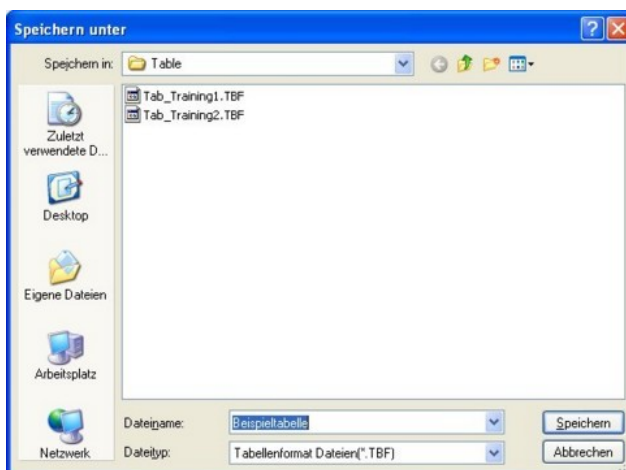 Speichern unter
Speichern in:
Table
Tab_Training1.TBF
Tab_Training2.TBF
Zuletzt
verwendete D...
Desktop
Eigene Dateien
Arbeitsplatz
Netzwerk
Dateiname:
Beispieltabelle
Speichern
Dateityp:
Tabellenformat Dateien(*.TBF)
Abbrechen